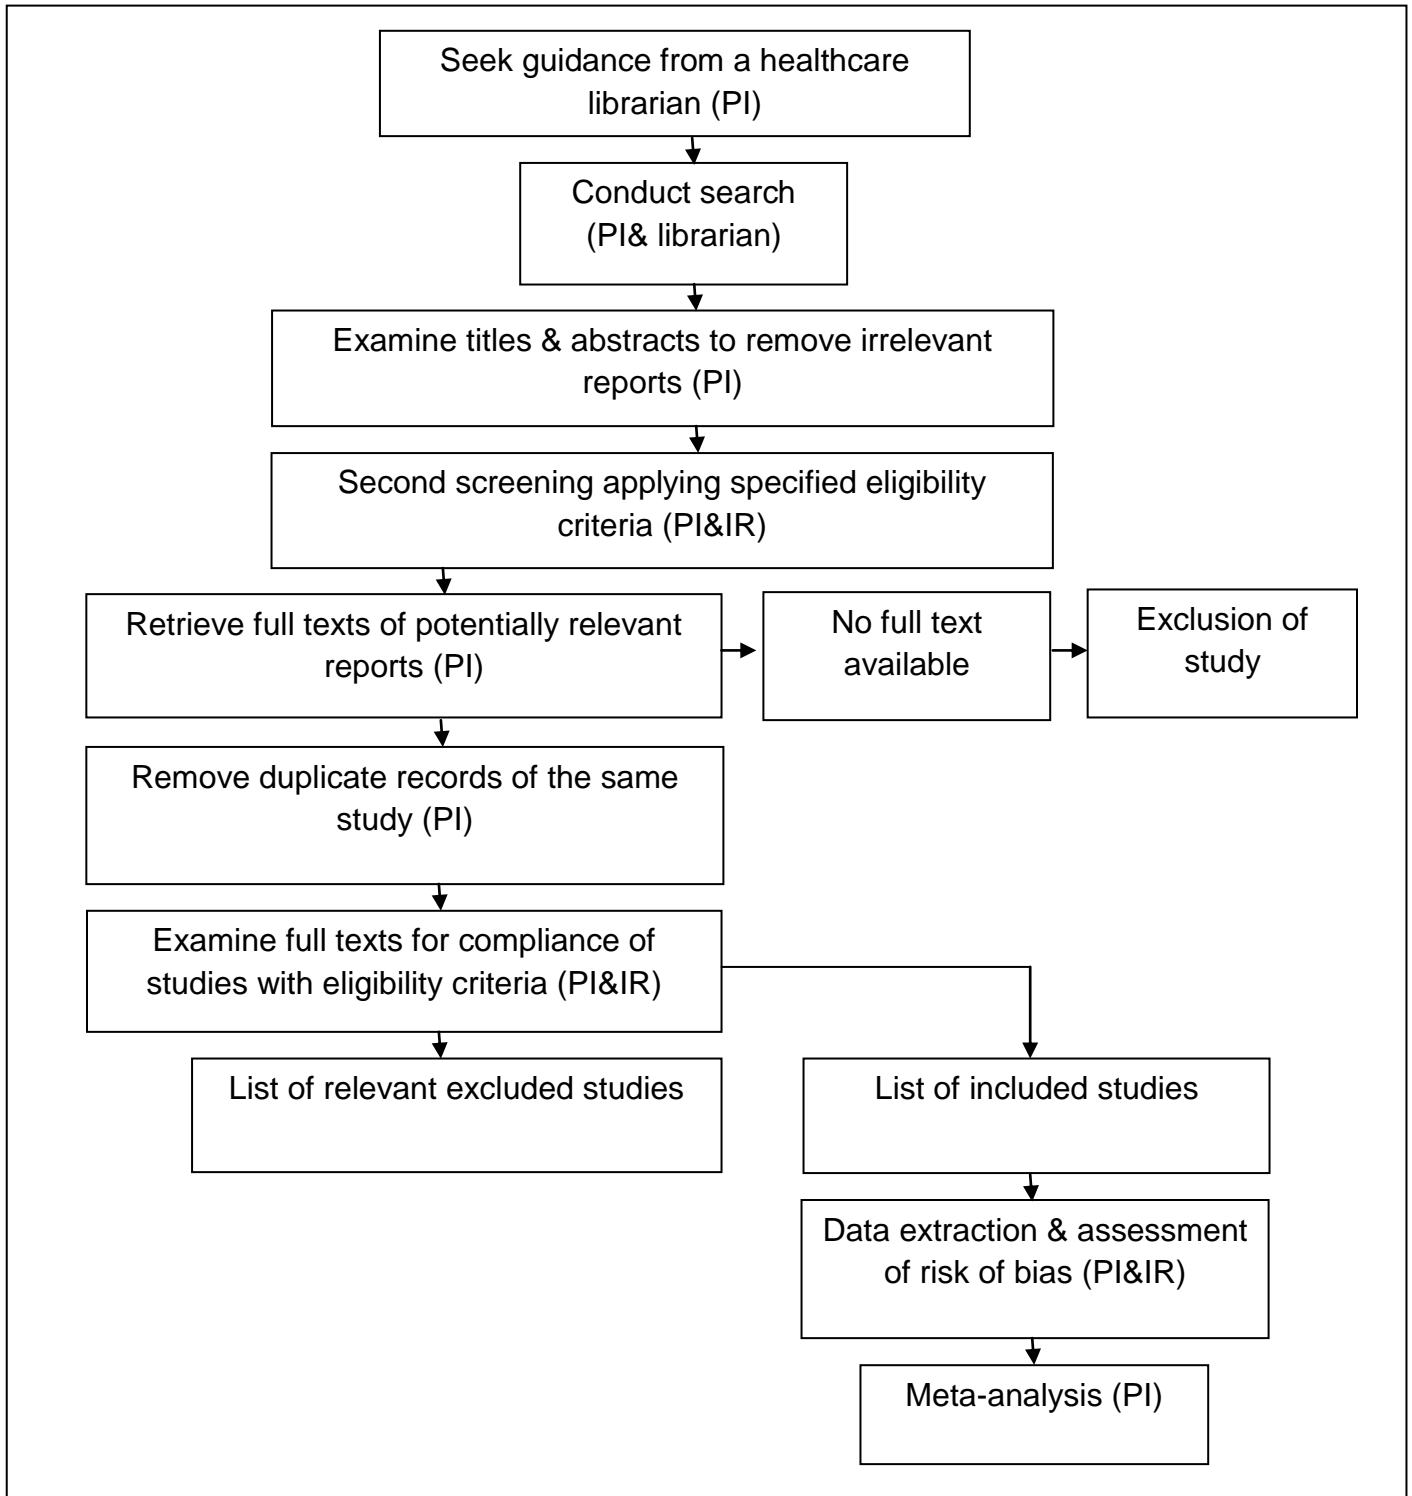 Seek guidance from a healthcare
librarian (PI)
Conduct search
(PI& librarian)
Examine titles & abstracts to remove irrelevant
reports (PI)
Second screening applying specified eligibility
criteria (PI&IR)
Retrieve full texts of potentially relevant
reports (PI)
No full text
available
Exclusion of
study
Remove duplicate records of the same
study (PI)
Examine full texts for compliance of
studies with eligibility criteria (PI&IR)
List of relevant excluded studies
List of included studies
Data extraction & assessment
of risk of bias (PI&IR)
Meta-analysis (PI)